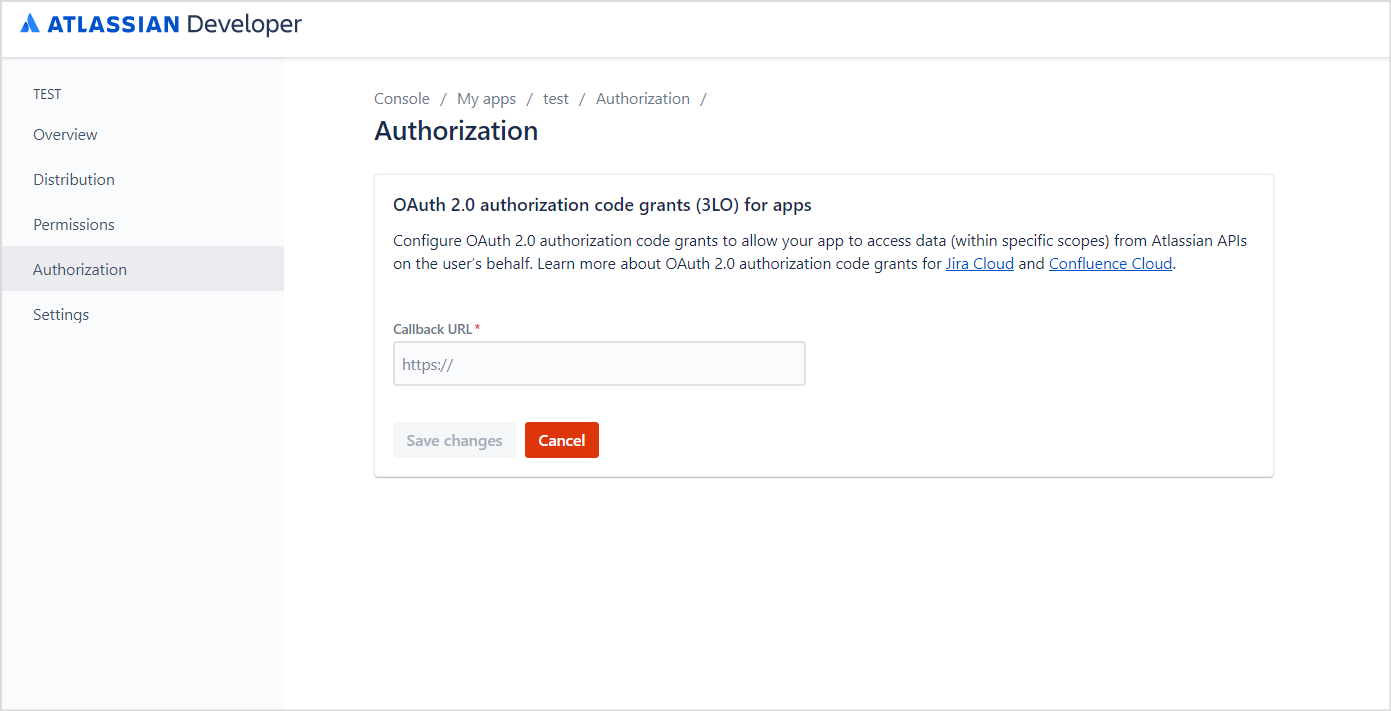 ATLASSIAN Developer
TEST
Overview
Distribution
Permissions
Authorization
Settings
Console / My apps / test / Authorization /
Authorization
OAuth 2.0 authorization code grants (3LO) for apps
Configure OAuth 2.0 authorization code grants to allow your app to access data (within specific scopes) from Atlassian APIs
on the user’s behalf. Learn more about OAuth 2.0 authorization code grants for Jira Cloud and Confluence Cloud.
Callback URL*
https://
Save changes Cancel